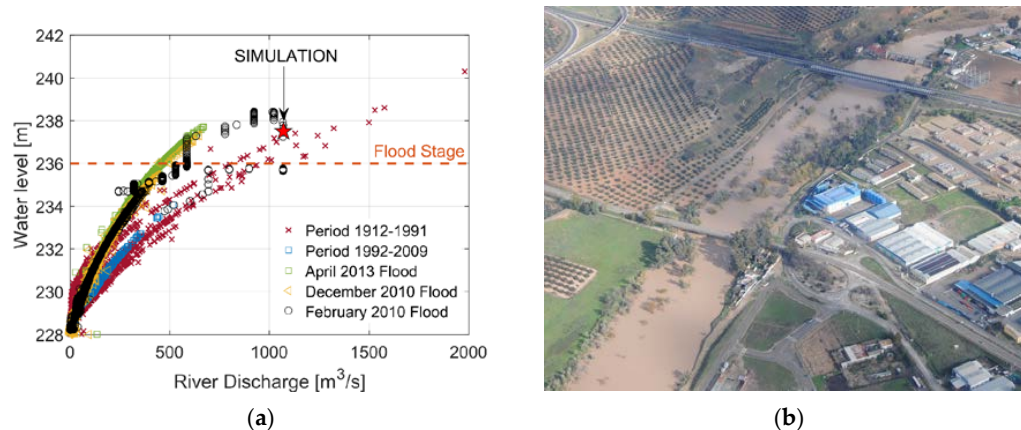 242
240
238
236
234
232
230
228
Water level [m]
SIMULATION
Flood Stage
Period 1912-1991
Period 1992-2009
April 2013 Flood
December 2010 Flood
February 2010 Flood
0
500
1000
1500
2000
River Discharge [m³/s]
(a)
(b)